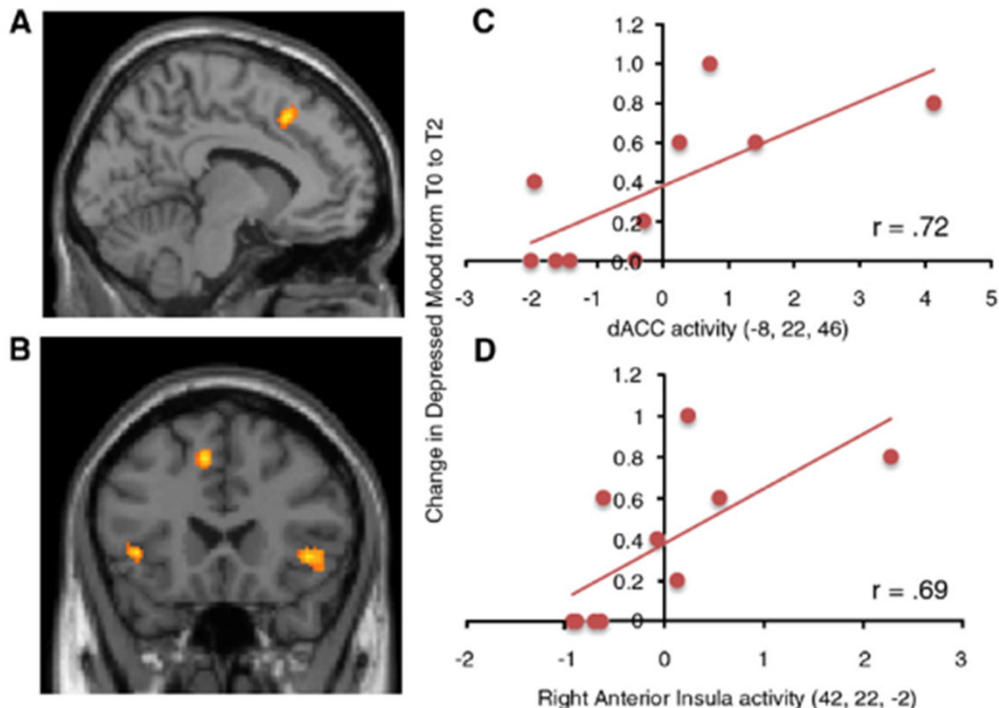 A
B
Change in Depressed Mood from T0 to T2
C
1.2
1.0
0.8
0.6
0.4
0.2
0.0
-3 -2 -1 0 1 2 3 4 5
r = .72
dACC activity (-8, 22, 46)
D
1.2
1
0.8
0.6
0.4
0.2
0
-2 -1 0 1 2 3
r = .69
Right Anterior Insula activity (42, 22, -2)